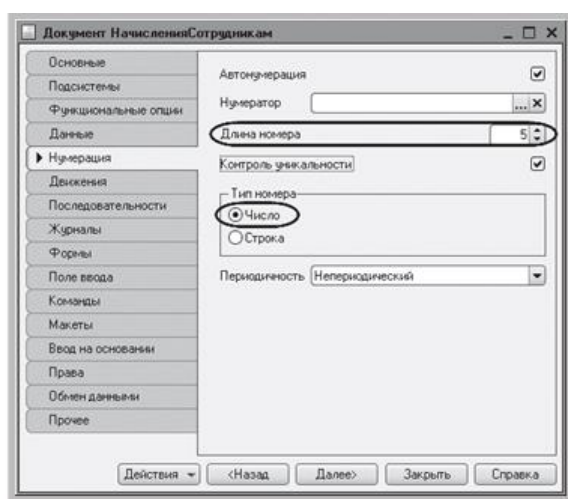 Документ НачисленияСотрудникам
Основные
Подсистемы
Функциональные опции
Данные
Нумерация
Движения
Последовательности
Журналы
Формы
Поле ввода
Команды
Макеты
Ввод на основании
Права
Обмен данными
Прочее
Автонумерация
Нумератор ... x
Длина номера 5
Контроль уникальности
Тип номера
Число
Строка
Периодичность Непериодический
Действия <Назад Далее> Закрыть Справка